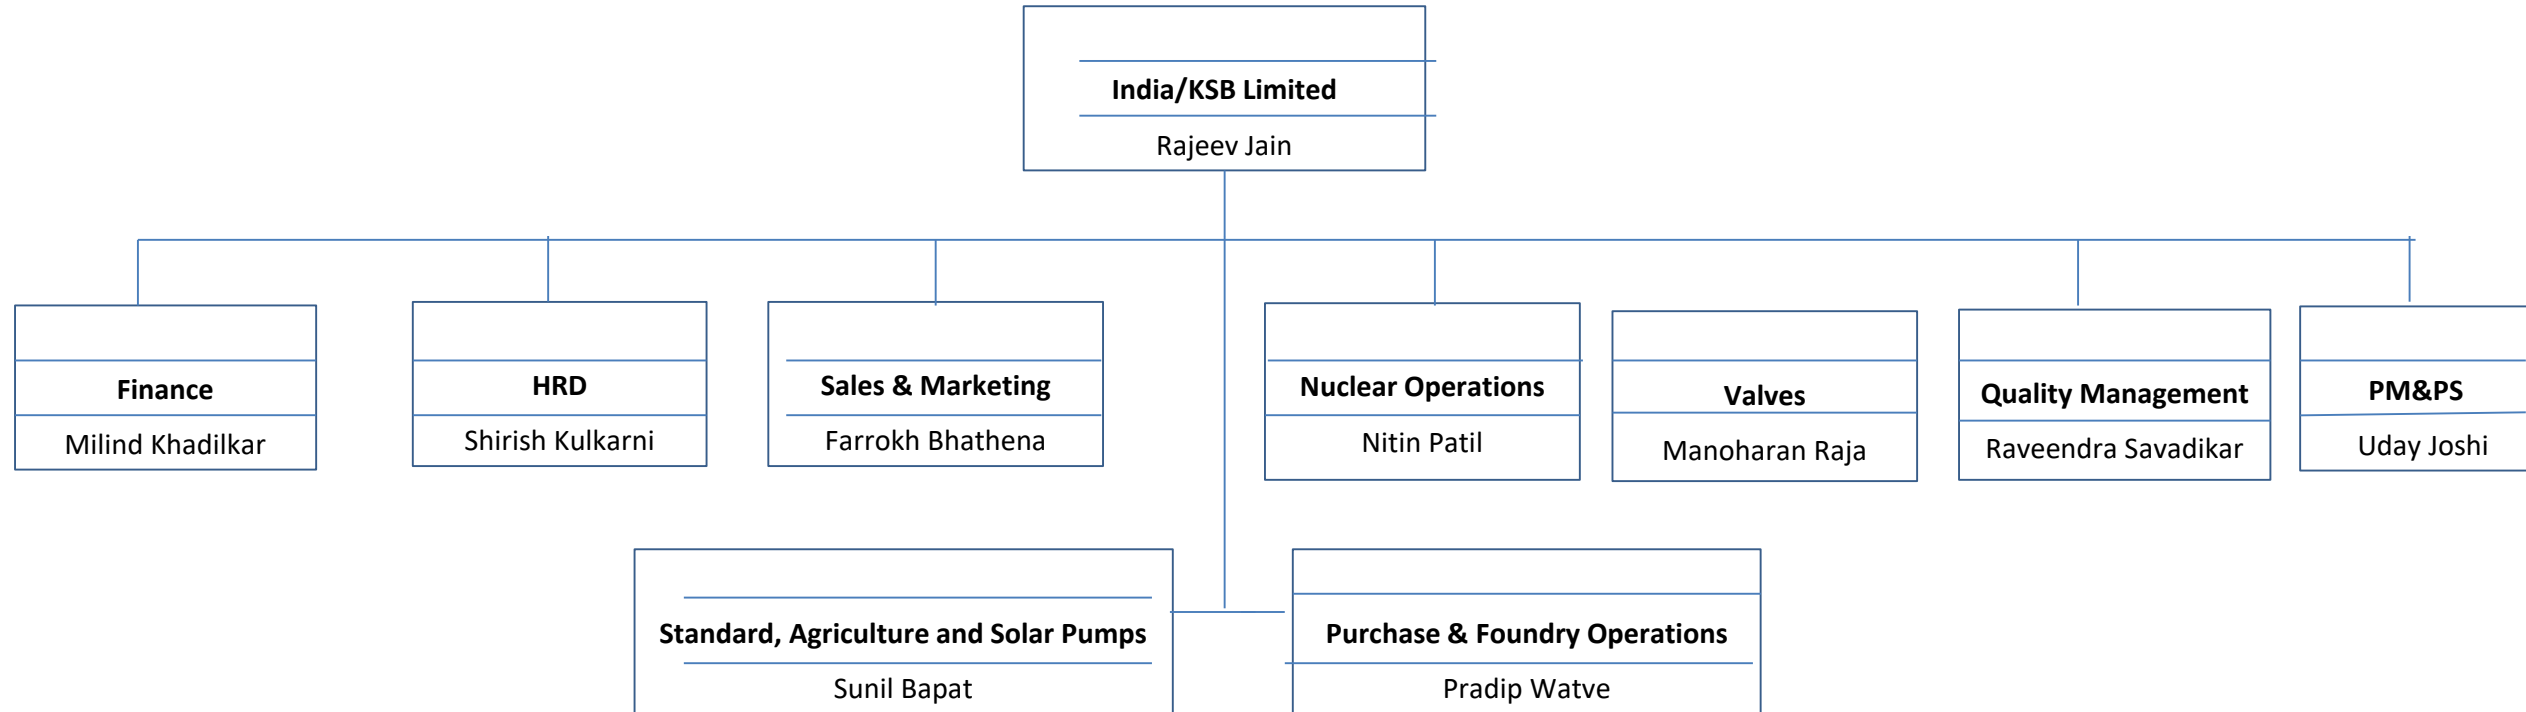 India/KSB Limited
Rajeev Jain
Finance
Milind Khadilkar
HRD
Shirish Kulkarni
Sales & Marketing
Farrokh Bhathena
Nuclear Operations
Nitin Patil
Valves
Manoharan Raja
Quality Management
Raveendra Savadikar
PM&PS
Uday Joshi
Standard, Agriculture and Solar Pumps
Sunil Bapat
Purchase & Foundry Operations
Pradip Watve